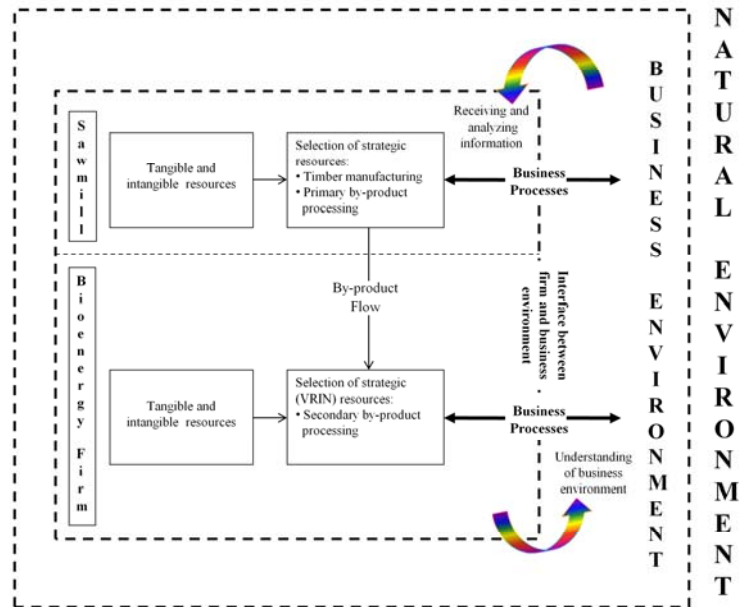 NATURAL ENVIRONMENT
BUSINESS ENVIRONMENT
Receiving and
analyzing
information
Sawmill
Tangible and
intangible resources
Selection of strategic
resources:
• Timber manufacturing
• Primary by-product
processing
Business
Processes
By-product
Flow
Interface between
firm and business
environment
Bioenergy Firm
Tangible and
intangible resources
Selection of strategic
(VRIN) resources:
• Secondary by-product
processing
Business
Processes
Understanding
of business
environment